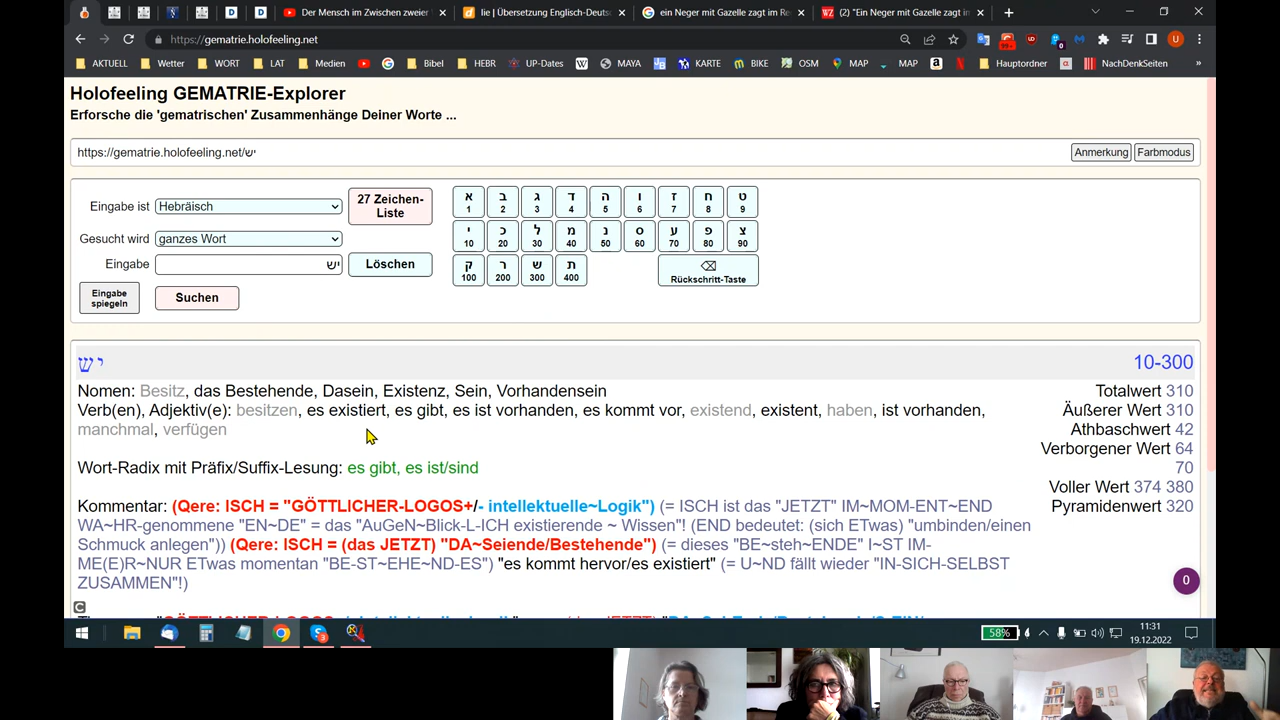 Der Mensch im Zwischen zweier
lie | Übersetzung Englisch-Deuts
ein Neger mit Gazelle zagt im Re
(2) "Ein Neger mit Gazelle zagt im
https://gematrie.holofeeling.net
AKTUELL Wetter WORT LAT Medien Bibel HEBR UP-Dates MAYA KARTE BIKE OSM MAP MAP Hauptordner NachDenkSeiten »
Holofeeling GEMATRIE-Explorer
Erforsche die 'gematrischen' Zusammenhänge Deiner Worte ...
https://gematrie.holofeeling.net/יש
Anmerkung Farbmodus
Eingabe ist Hebräisch
27 Zeichen-
Liste
Gesucht wird ganzes Wort
Eingabe יש
Löschen
Eingabe
spiegeln
Suchen
א ב ג ד ה ו ז ח ט
1 2 3 4 5 6 7 8 9
י כ ל מ נ ס ע פ צ
10 20 30 40 50 60 70 80 90
ק ר ש ת
100 200 300 400
Rückschritt-Taste
יש 10-300
Nomen: Besitz, das Bestehende, Dasein, Existenz, Sein, Vorhandensein
Verb(en), Adjektiv(e): besitzen, es existiert, es gibt, es ist vorhanden, es kommt vor, existend, existent, haben, ist vorhanden,
manchmal, verfügen
Wort-Radix mit Präfix/Suffix-Lesung: es gibt, es ist/sind
Kommentar: (Qere: ISCH = "GÖTTLICHER-LOGOS+/- intellektuelle~Logik") (= ISCH ist das "JETZT" IM~MOM-ENT~END
WA~HR-genommene "EN~DE" = das "AuGeN~Blick-L-ICH existierende ~ Wissen"! (END bedeutet: (sich ETwas) "umbinden/einen
Schmuck anlegen")) (Qere: ISCH = (das JETZT) "DA~Seiende/Bestehende") (= dieses "BE~steh~ENDE" I~ST IM-
ME(E)R~NUR ETwas momentan "BE-ST~EHE~ND-ES") "es kommt hervor/es existiert" (= U~ND fällt wieder "IN-SICH-SELBST
ZUSAMMEN"!)
Totalwert 310
Äußerer Wert 310
Athbaschwert 42
Verborgener Wert 64
70
Voller Wert 374 380
Pyramidenwert 320
0
58%
11:31
19.12.2022